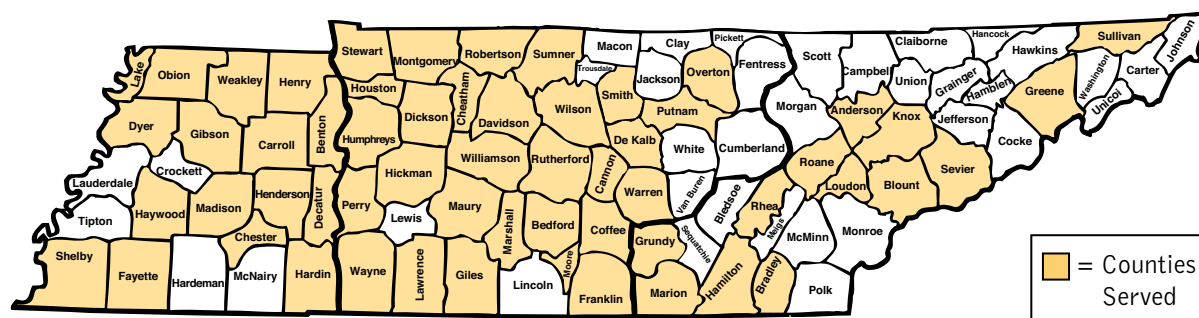 Lake
Obion
Weakley
Henry
Stewart
Montgomery
Robertson
Sumner
Macon
Clay
Pickett
Fentress
Scott
Campbel
Claiborne
Hancock
Hawkins
Sullivan
Johnson
Trousdale
Jackson
Overton
Union
Grainger
Hamblen
Greene
Washington
Unicoi
Carter
Houston
Dickson
Cheatham
Davidson
Wilson
Smith
Putnam
Morgan
Anderson
Knox
Jefferson
Cocke
Dyer
Gibson
Carroll
Benton
Humphreys
Hickman
Williamson
Rutherford
Cannon
De Kalb
White
Cumberland
Roane
Loudon
Blount
Sevier
Lauderdale
Crockett
Tipton
Haywood
Madison
Henderson
Decatur
Perry
Lewis
Maury
Marshall
Bedford
Coffee
Warren
Van Buren
Bledsoe
Rhea
Meigs
McMinn
Monroe
Chester
Shelby
Fayette
Hardeman
McNairy
Hardin
Wayne
Lawrence
Giles
Lincoln
Moore
Franklin
Grundy
Sequatchie
Marion
Hamilton
Bradley
Polk
= Counties
Served